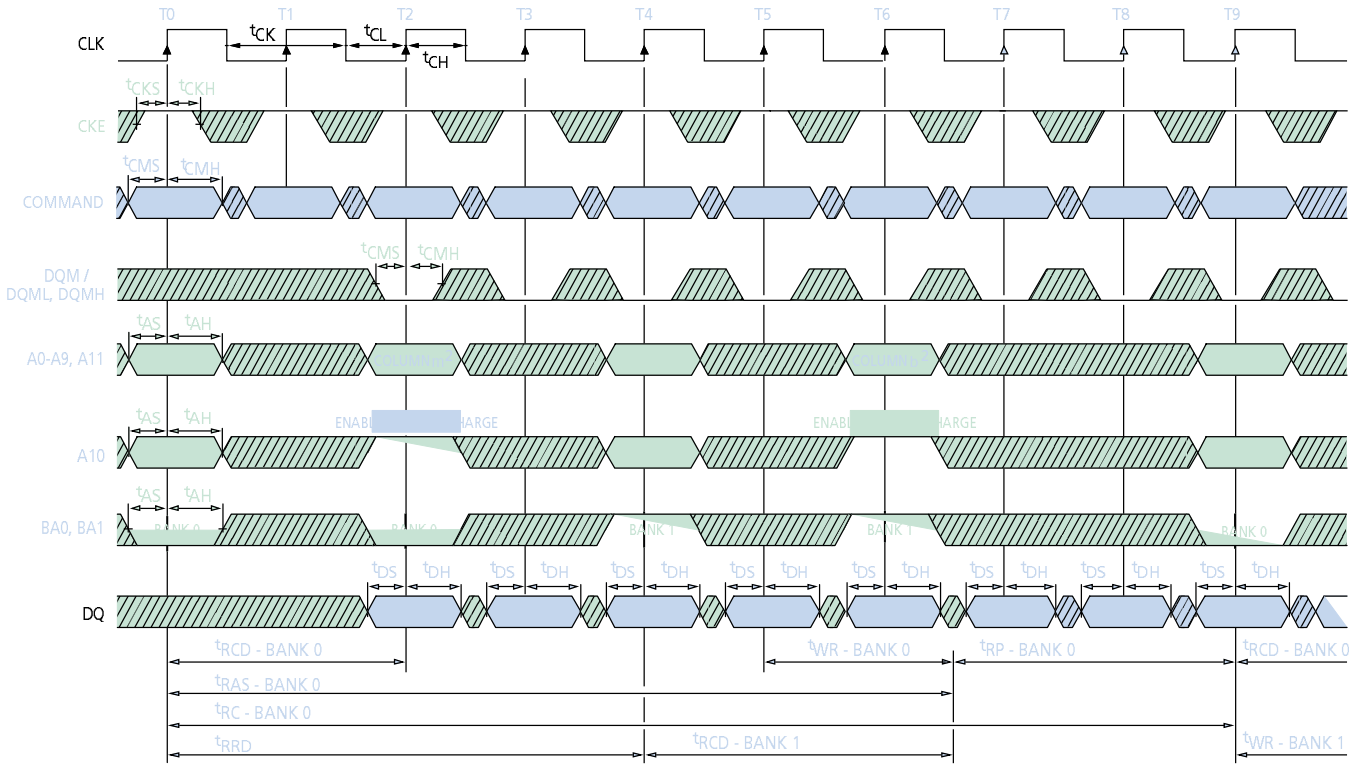 T0 T1 T2 T3 T4 T5 T6 T7 T8 T9
CLK
tCK tCL tCH
tCKS tCKH
CKE
tCMS tCMH
COMMAND
tCMS tCMH
DQM /
DQML, DQMH
tAS tAH
A0-A9, A11
COLUMN COLUMN
tAS tAH
A10
tAS tAH
BA0, BA1
BANK 0 BANK 0 BANK 1 BANK 1 BANK 0
tDS tDH tDS tDH tDS tDH tDS tDH tDS tDH tDS tDH tDS tDH tDS tDH
DQ
tRCD - BANK 0 tWR - BANK 0 tRP - BANK 0 tRCD - BANK 0
tRAS - BANK 0
tRC - BANK 0
tRRD tRCD - BANK 1 tWR - BANK 1